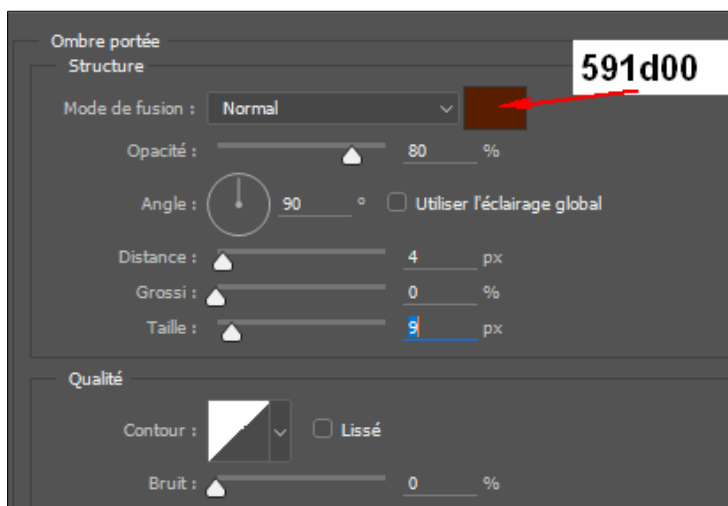 Ombre portée
Structure
591d00
Mode de fusion : Normal
Opacité : 80 %
Angle : 90 ° Utiliser l'éclairage global
Distance : 4 px
Grossi : 0 %
Taille : 9 px
Qualité
Contour : Lissé
Bruit : 0 %